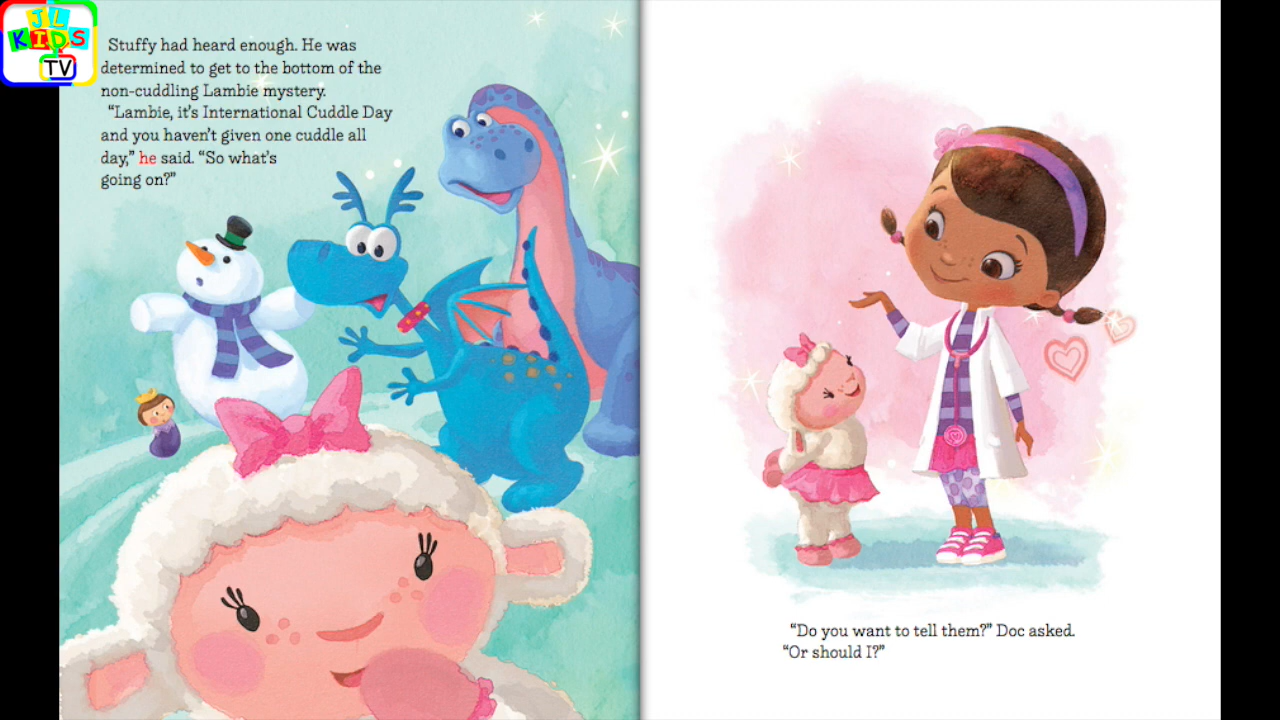 JL
KIDS
TV
Stuffy had heard enough. He was
determined to get to the bottom of the
non-cuddling Lambie mystery.
“Lambie, it’s International Cuddle Day
and you haven’t given one cuddle all
day,” he said. “So what’s
going on?”
“Do you want to tell them?” Doc asked.
“Or should I?”